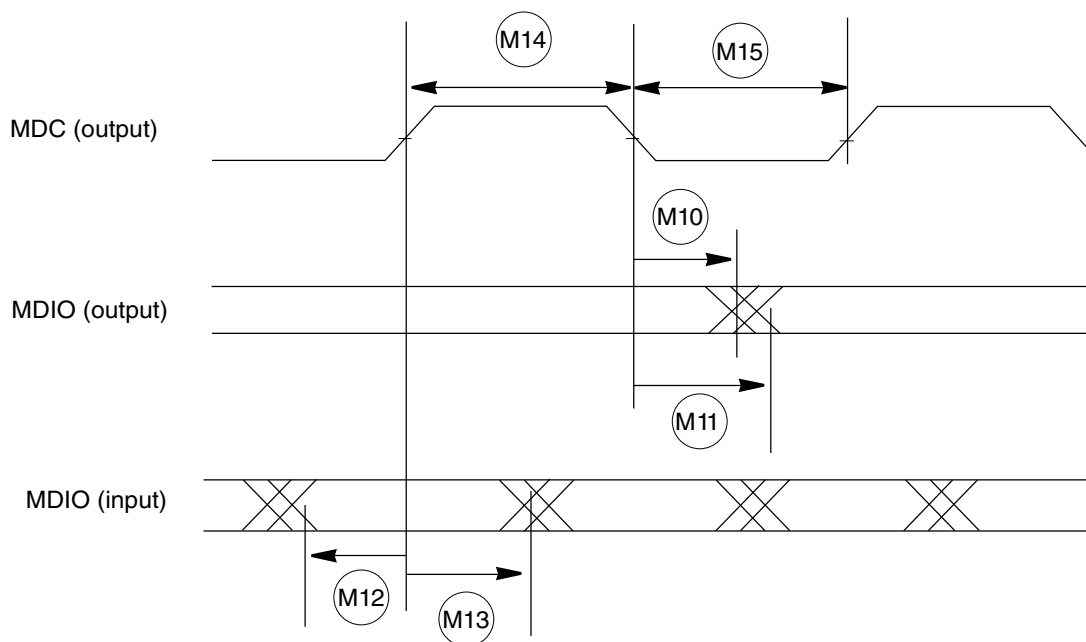 M14
M15
MDC (output)
M10
MDIO (output)
M11
MDIO (input)
M12
M13